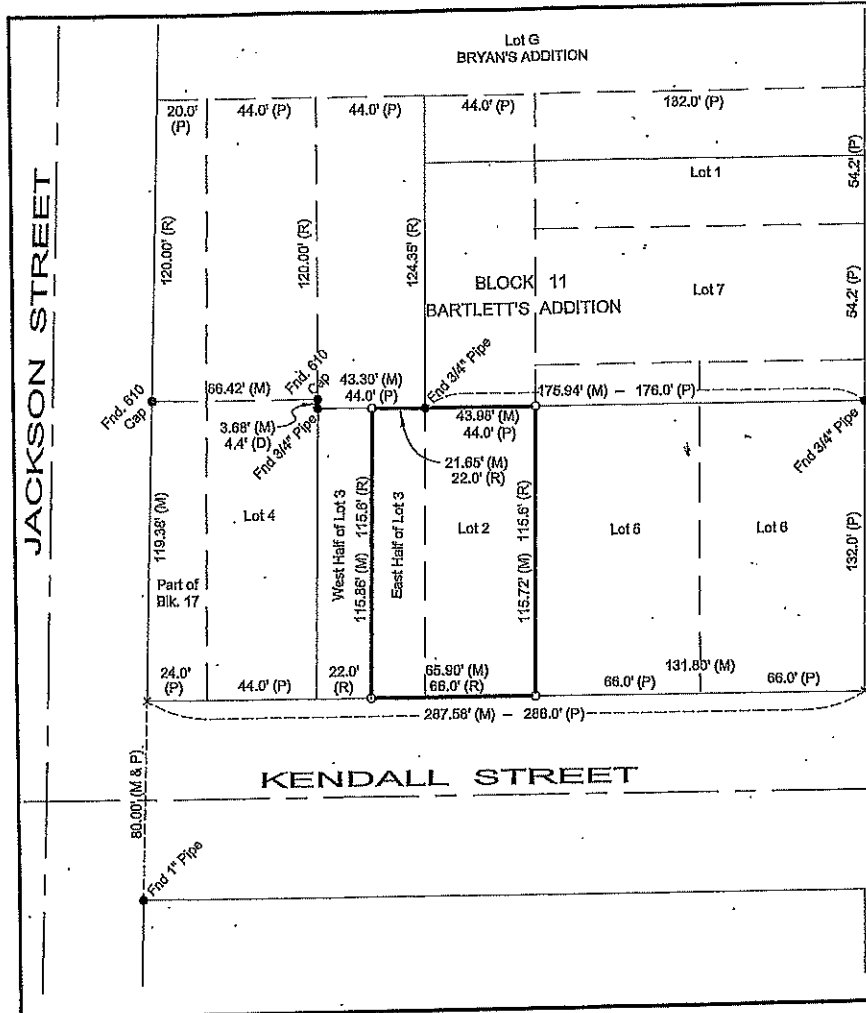 Lot G
BRYAN'S ADDITION
20.0'
(P)
44.0' (P)
44.0' (P)
44.0' (P)
132.0' (P)
54.2' (P)
Lot 1
JACKSON STREET
120.00' (R)
120.00' (R)
124.35' (R)
BLOCK 11
BARTLETT'S ADDITION
Lot 7
54.2' (P)
Fnd. 610
Cap
66.42' (M)
Fnd. 610
Cap
43.30' (M)
44.0' (P)
Fnd 3/4" Pipe
175.94' (M) – 176.0' (P)
3.68' (M)
4.4' (D)
Fnd 3/4" Pipe
43.98' (M)
44.0' (P)
Fnd 3/4" Pipe
21.65' (M)
22.0' (R)
119.38' (M)
Lot 4
West Half of Lot 3
115.86' (M) 115.6' (R)
East Half of Lot 3
Lot 2
115.72' (M) 115.6' (R)
Lot 5
Lot 6
132.0' (P)
Part of
Blk. 17
24.0'
(P)
44.0' (P)
22.0'
(R)
65.90' (M)
66.0' (R)
66.0' (P)
131.80' (M)
66.0' (P)
287.58' (M) – 286.0' (P)
80.00' (M & P)
KENDALL STREET
Fnd 1" Pipe